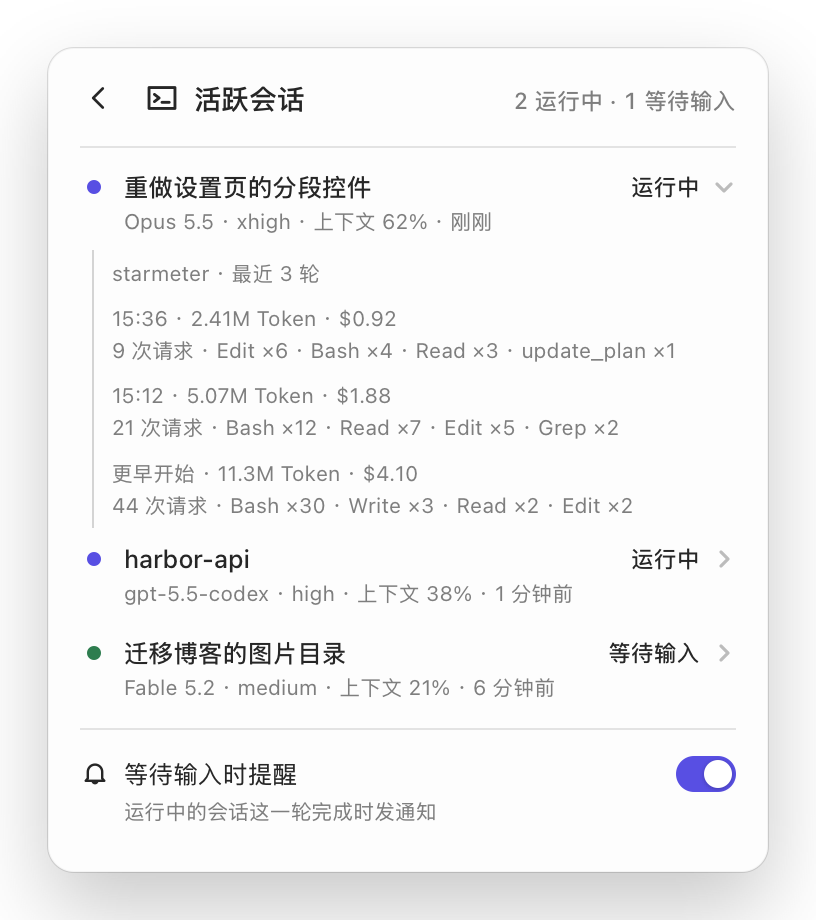 活跃会话 2 运行中 · 1 等待输入
重做设置页的分段控件 运行中
Opus 5.5 · xhigh · 上下文 62% · 刚刚
starmeter · 最近 3 轮
15:36 · 2.41M Token · $0.92
9 次请求 · Edit ×6 · Bash ×4 · Read ×3 · update_plan ×1
15:12 · 5.07M Token · $1.88
21 次请求 · Bash ×12 · Read ×7 · Edit ×5 · Grep ×2
更早开始 · 11.3M Token · $4.10
44 次请求 · Bash ×30 · Write ×3 · Read ×2 · Edit ×2
harbor-api 运行中
gpt-5.5-codex · high · 上下文 38% · 1 分钟前
迁移博客的图片目录 等待输入
Fable 5.2 · medium · 上下文 21% · 6 分钟前
等待输入时提醒
运行中的会话这一轮完成时发通知